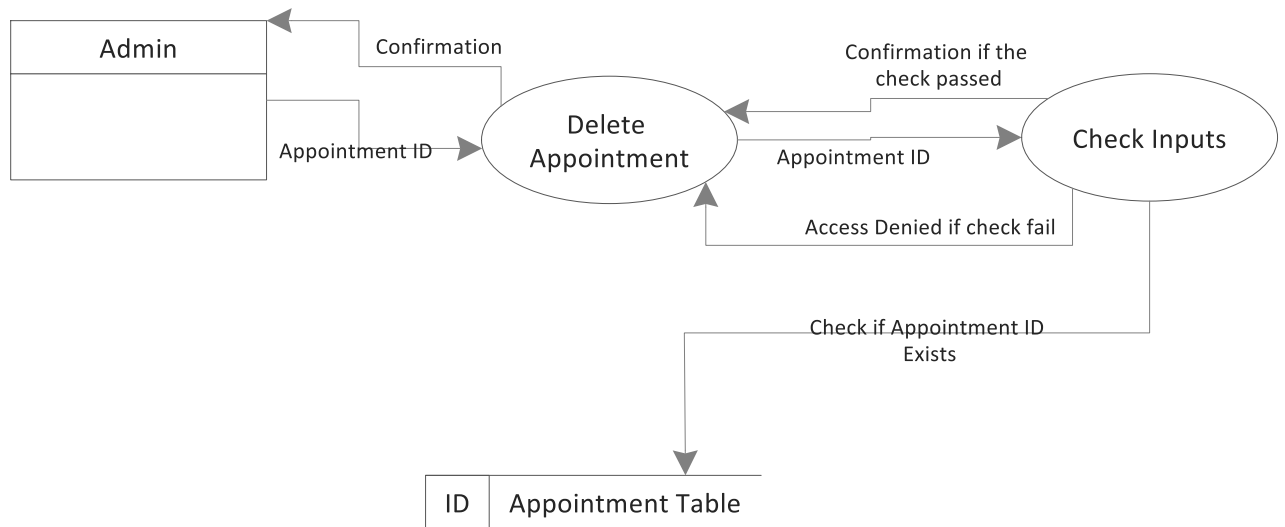 Admin
Confirmation
Appointment ID
Delete
Appointment
Confirmation if the
check passed
Appointment ID
Check Inputs
Access Denied if check fail
Check if Appointment ID
Exists
ID
Appointment Table